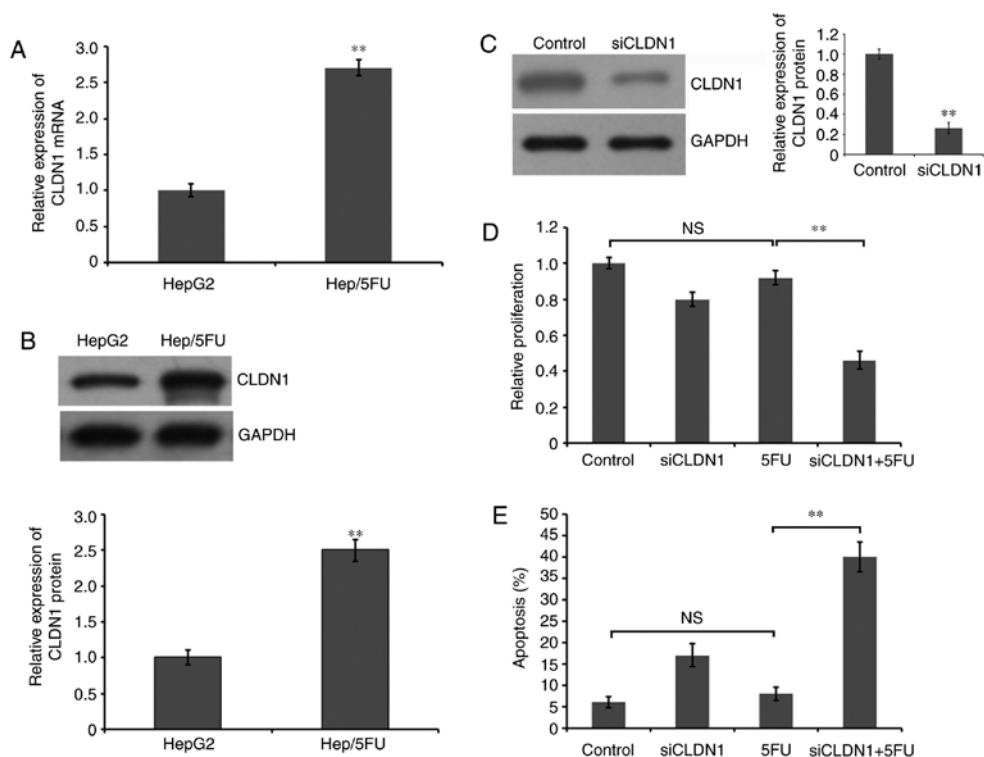 A
Relative expression of
CLDN1 mRNA
3.0
2.5
2.0
1.5
1.0
0.5
0
**
HepG2 Hep/5FU
B
HepG2 Hep/5FU
CLDN1
GAPDH
Relative expression of
CLDN1 protein
3.0
2.5
2.0
1.5
1.0
0.5
0
**
HepG2 Hep/5FU
C
Control siCLDN1
CLDN1
GAPDH
Relative expression of
CLDN1 protein
1.2
1.0
0.8
0.6
0.4
0.2
0
**
Control siCLDN1
D
Relative proliferation
1.2
1.0
0.8
0.6
0.4
1.2
0
NS **
Control siCLDN1 5FU siCLDN1+5FU
E
Apoptosis (%)
50
45
40
35
30
25
20
15
10
5
0
NS **
Control siCLDN1 5FU siCLDN1+5FU